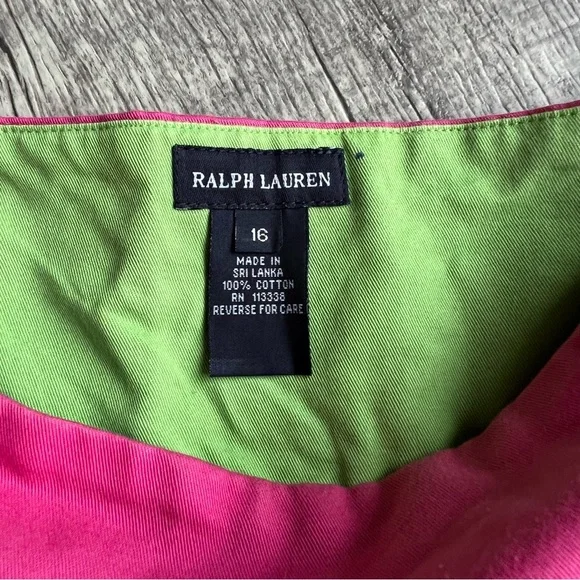 RALPH LAUREN
16
MADE IN
SRI LANKA
100% COTTON
RN 113338
REVERSE FOR CARE